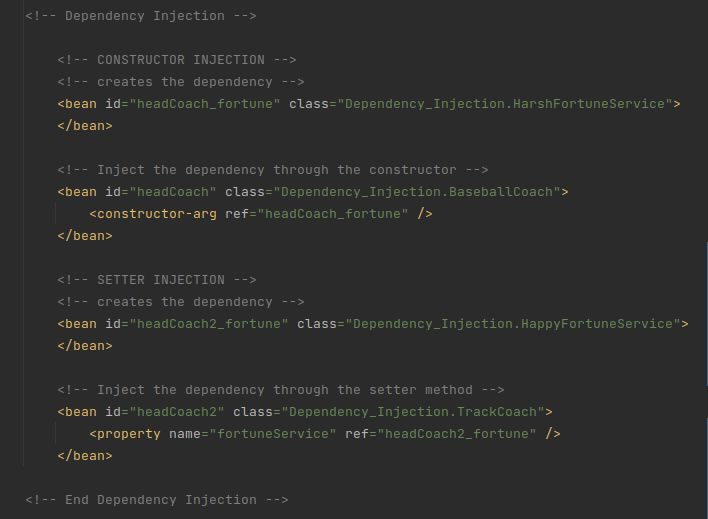 <!-- Dependency Injection -->
<!-- CONSTRUCTOR INJECTION -->
<!-- creates the dependency -->
<bean id="headCoach_fortune" class="Dependency_Injection.HarshFortuneService">
</bean>
<!-- Inject the dependency through the constructor -->
<bean id="headCoach" class="Dependency_Injection.BaseballCoach">
<constructor-arg ref="headCoach_fortune" />
</bean>
<!-- SETTER INJECTION -->
<!-- creates the dependency -->
<bean id="headCoach2_fortune" class="Dependency_Injection.HappyFortuneService">
</bean>
<!-- Inject the dependency through the setter method -->
<bean id="headCoach2" class="Dependency_Injection.TrackCoach">
<property name="fortuneService" ref="headCoach2_fortune" />
</bean>
<!-- End Dependency Injection -->